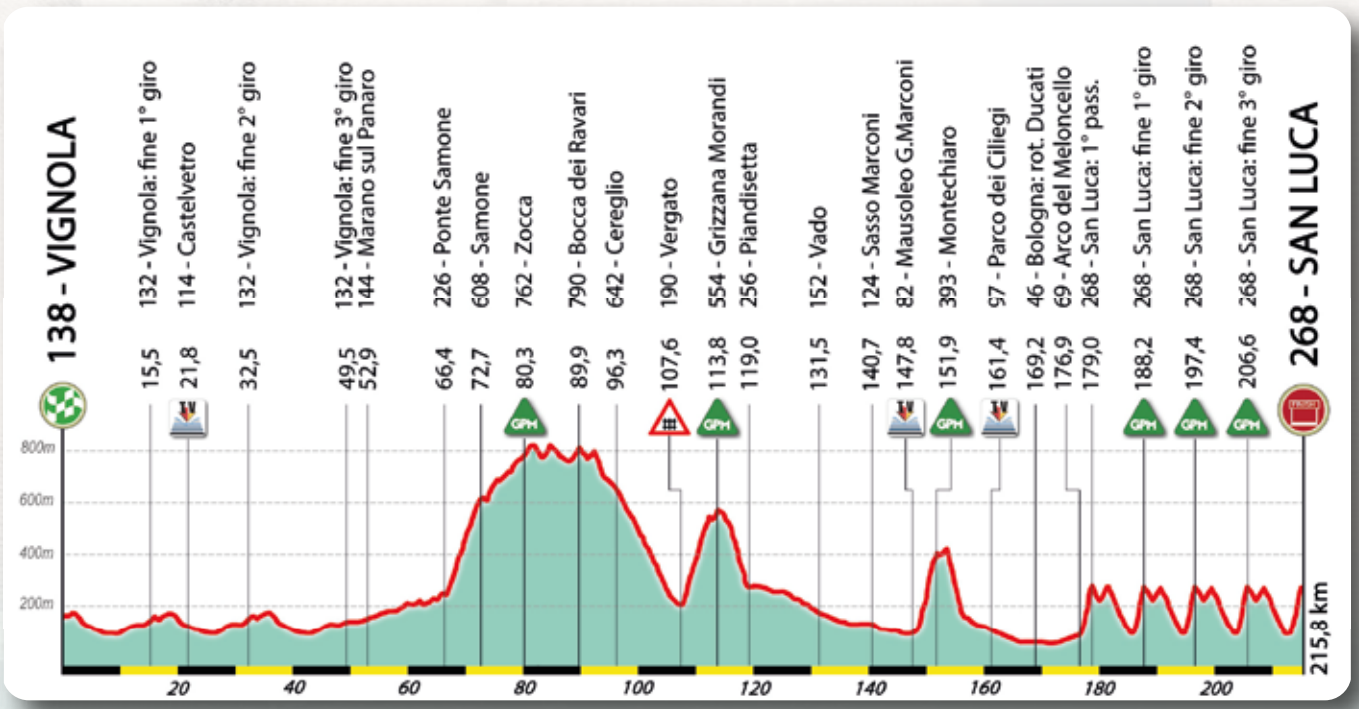 138 - VIGNOLA
132 - Vignola: fine 1° giro
114 - Castelvetro
132 - Vignola: fine 2° giro
132 - Vignola: fine 3° giro
144 - Marano sul Panaro
226 - Ponte Samone
608 - Samone
762 - Zocca
790 - Bocca dei Ravari
642 - Cereglio
190 - Vergato
554 - Grizzana Morandi
256 - Piandisetta
152 - Vado
124 - Sasso Marconi
82 - Mausoleo G.Marconi
393 - Montechiaro
97 - Parco dei Ciliegi
46 - Bologna: rot. Ducati
69 - Arco del Meloncello
268 - San Luca: 1° pass.
268 - San Luca: fine 1° giro
268 - San Luca: fine 2° giro
268 - San Luca: fine 3° giro
268 - SAN LUCA
15,5
21,8
32,5
49,5
52,9
66,4
72,7
80,3
89,9
96,3
107,6
113,8
119,0
131,5
140,7
147,8
151,9
161,4
169,2
176,9
179,0
188,2
197,4
206,6
T.V
GPM
GPM
T.V
GPM
T.V
GPM
GPM
GPM
FINISH
800m
600m
400m
200m
215,8 km
20
40
60
80
100
120
140
160
180
200